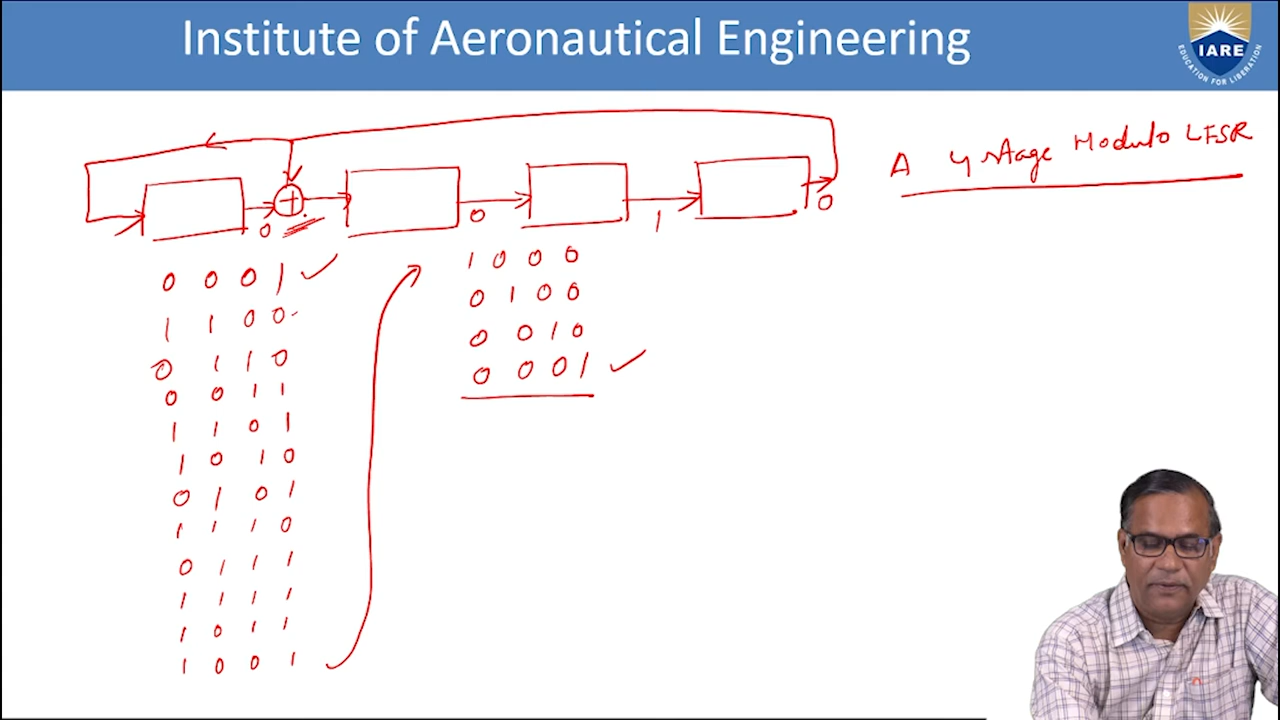 Institute of Aeronautical Engineering
IARE
EDUCATION FOR LIBERATION
A 4 stage Modulo LFSR
+
0 0 1 0
0 0 0 1
1 1 0 0
0 1 1 0
0 0 1 1
1 1 0 1
1 0 1 0
0 1 0 1
1 1 1 0
0 1 1 1
1 1 1 1
1 0 1 1
1 0 0 1
1 0 0 0
0 1 0 0
0 0 1 0
0 0 0 1